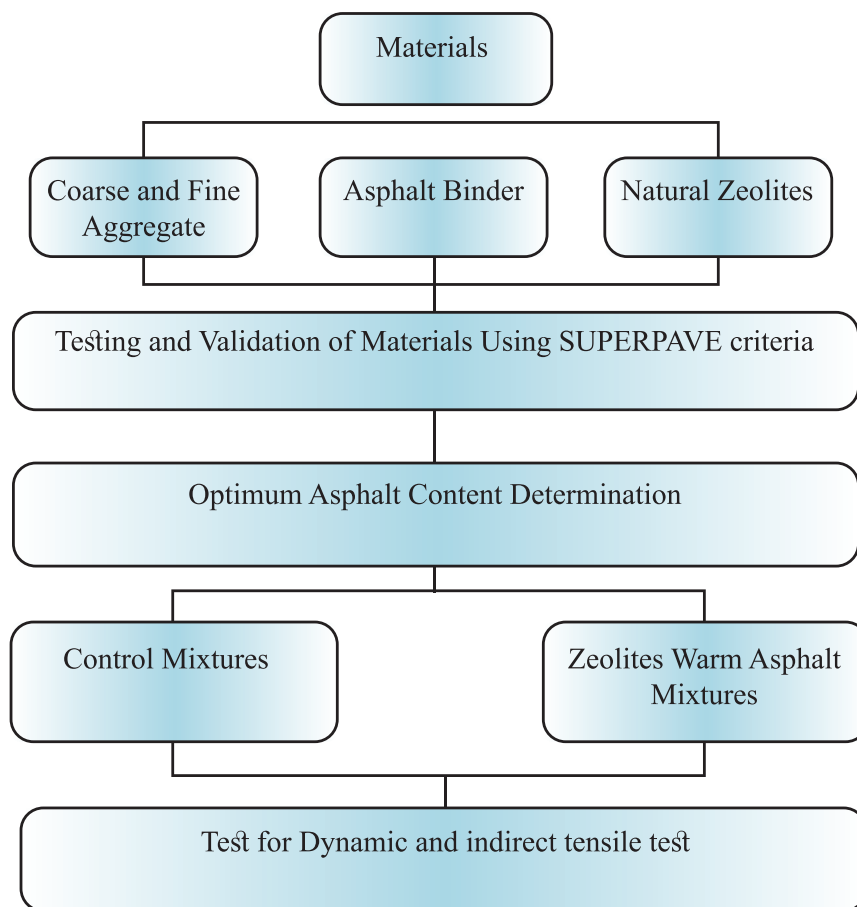 Materials
Coarse and Fine
Aggregate
Asphalt Binder
Natural Zeolites
Testing and Validation of Materials Using SUPERPAVE criteria
Optimum Asphalt Content Determination
Control Mixtures
Zeolites Warm Asphalt
Mixtures
Test for Dynamic and indirect tensile test